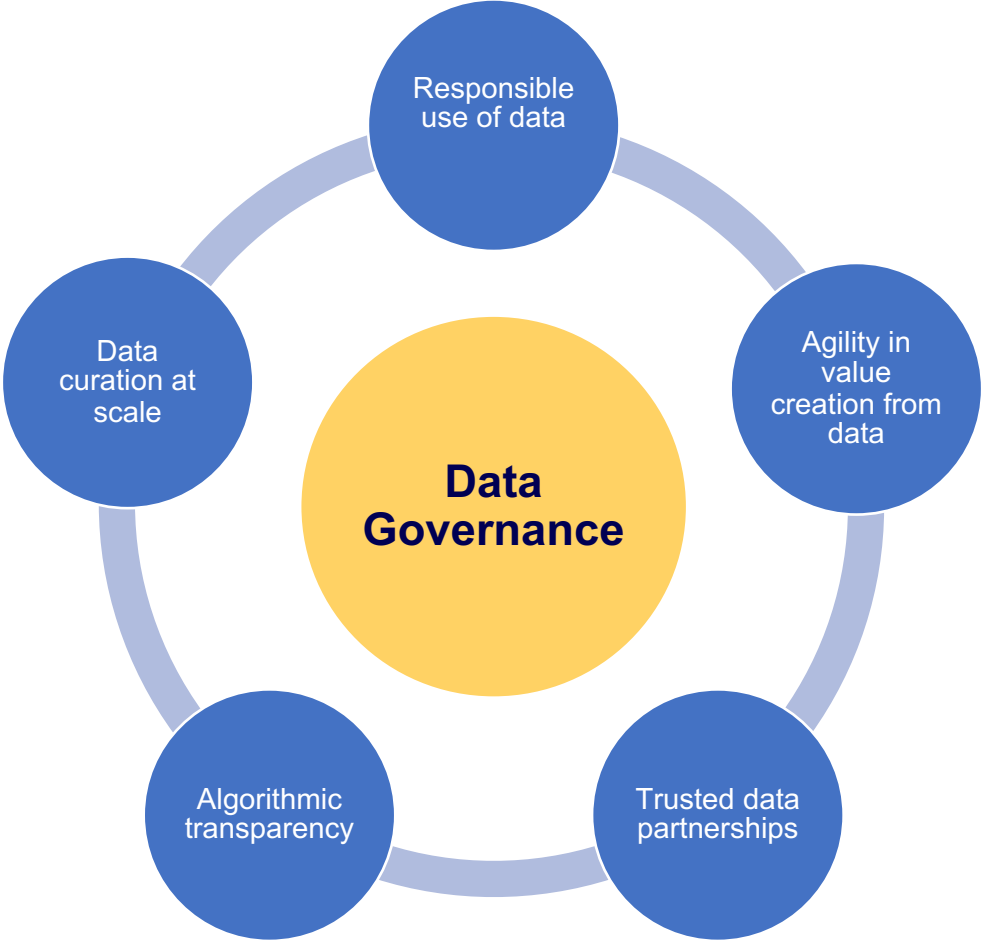 Responsible
use of data
Agility in
value
creation from
data
Trusted data
partnerships
Algorithmic
transparency
Data
curation at
scale
Data
Governance